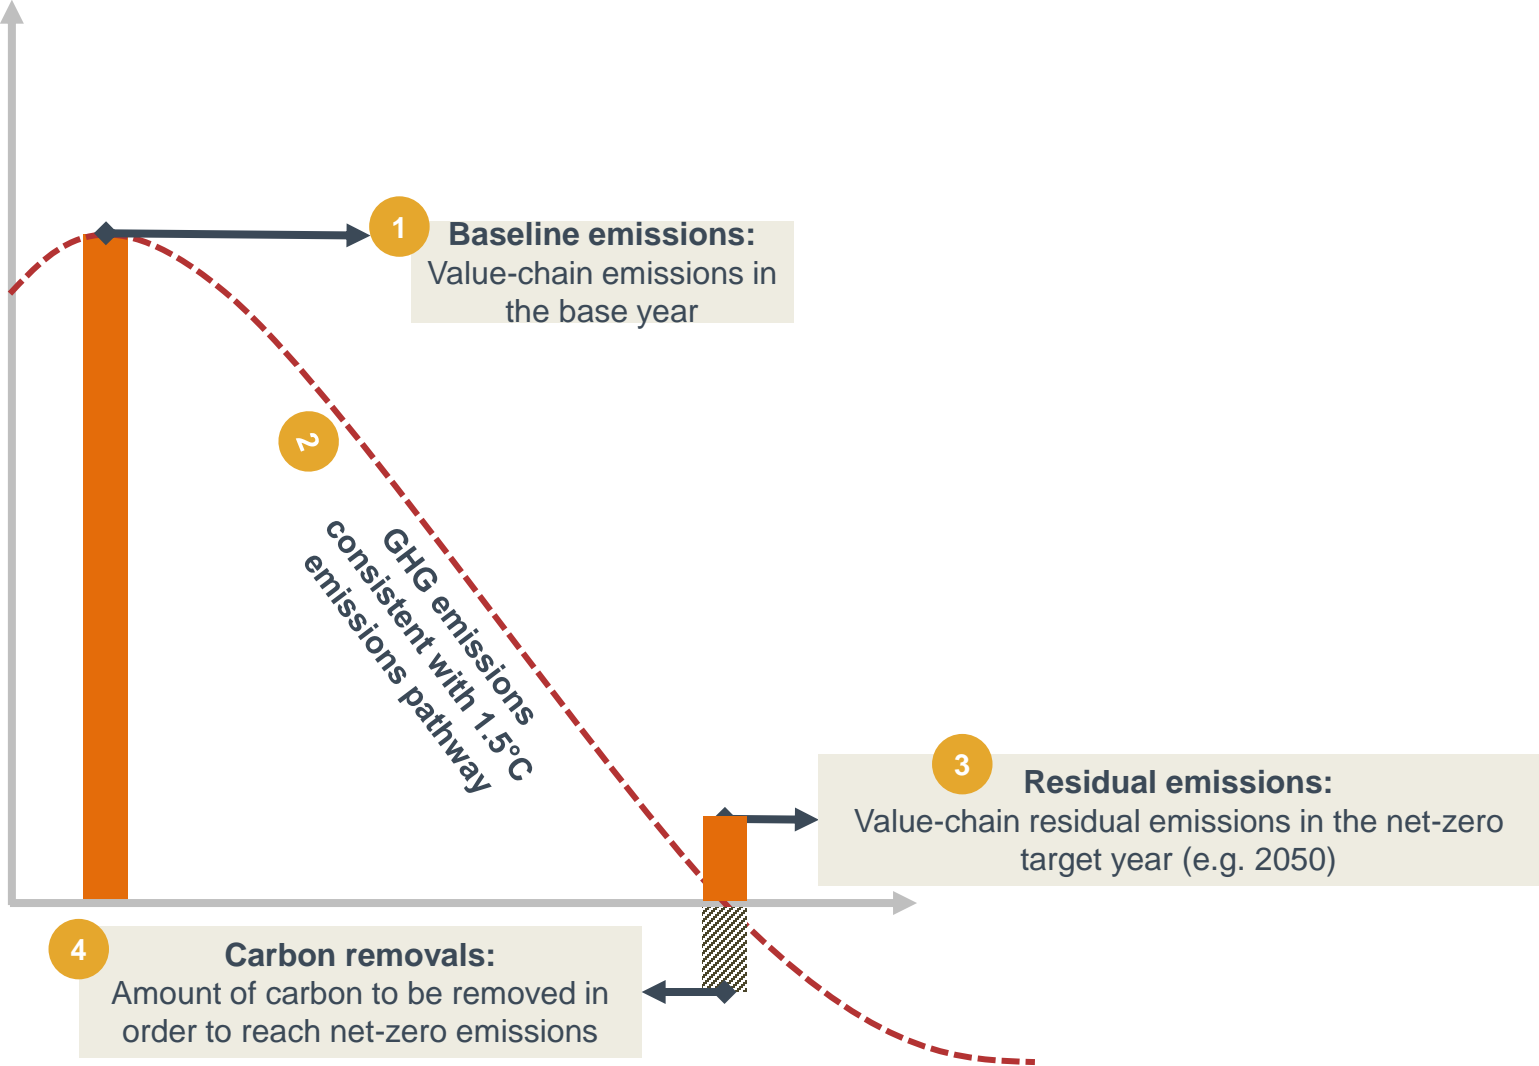 1
Baseline emissions:
Value-chain emissions in
the base year
2
GHG emissions
consistent with 1.5°C
emissions pathway
3
Residual emissions:
Value-chain residual emissions in the net-zero
target year (e.g. 2050)
4
Carbon removals:
Amount of carbon to be removed in
order to reach net-zero emissions